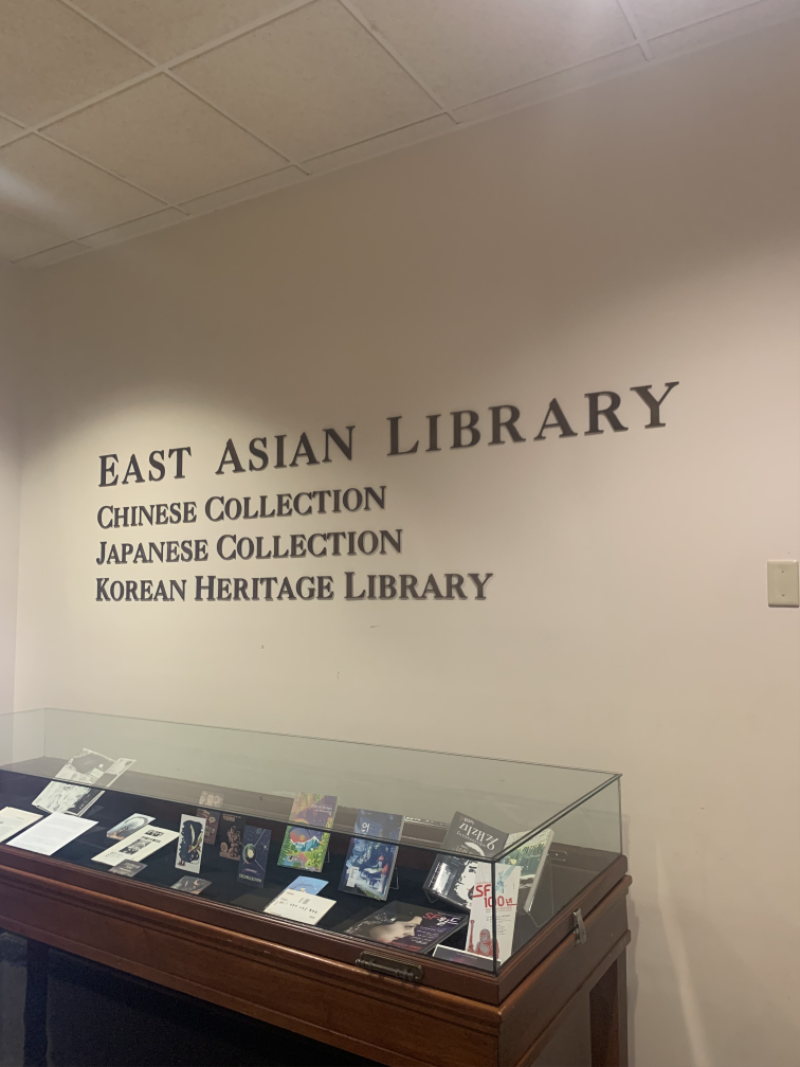 EAST ASIAN LIBRARY
CHINESE COLLECTION
JAPANESE COLLECTION
KOREAN HERITAGE LIBRARY
SF
100년